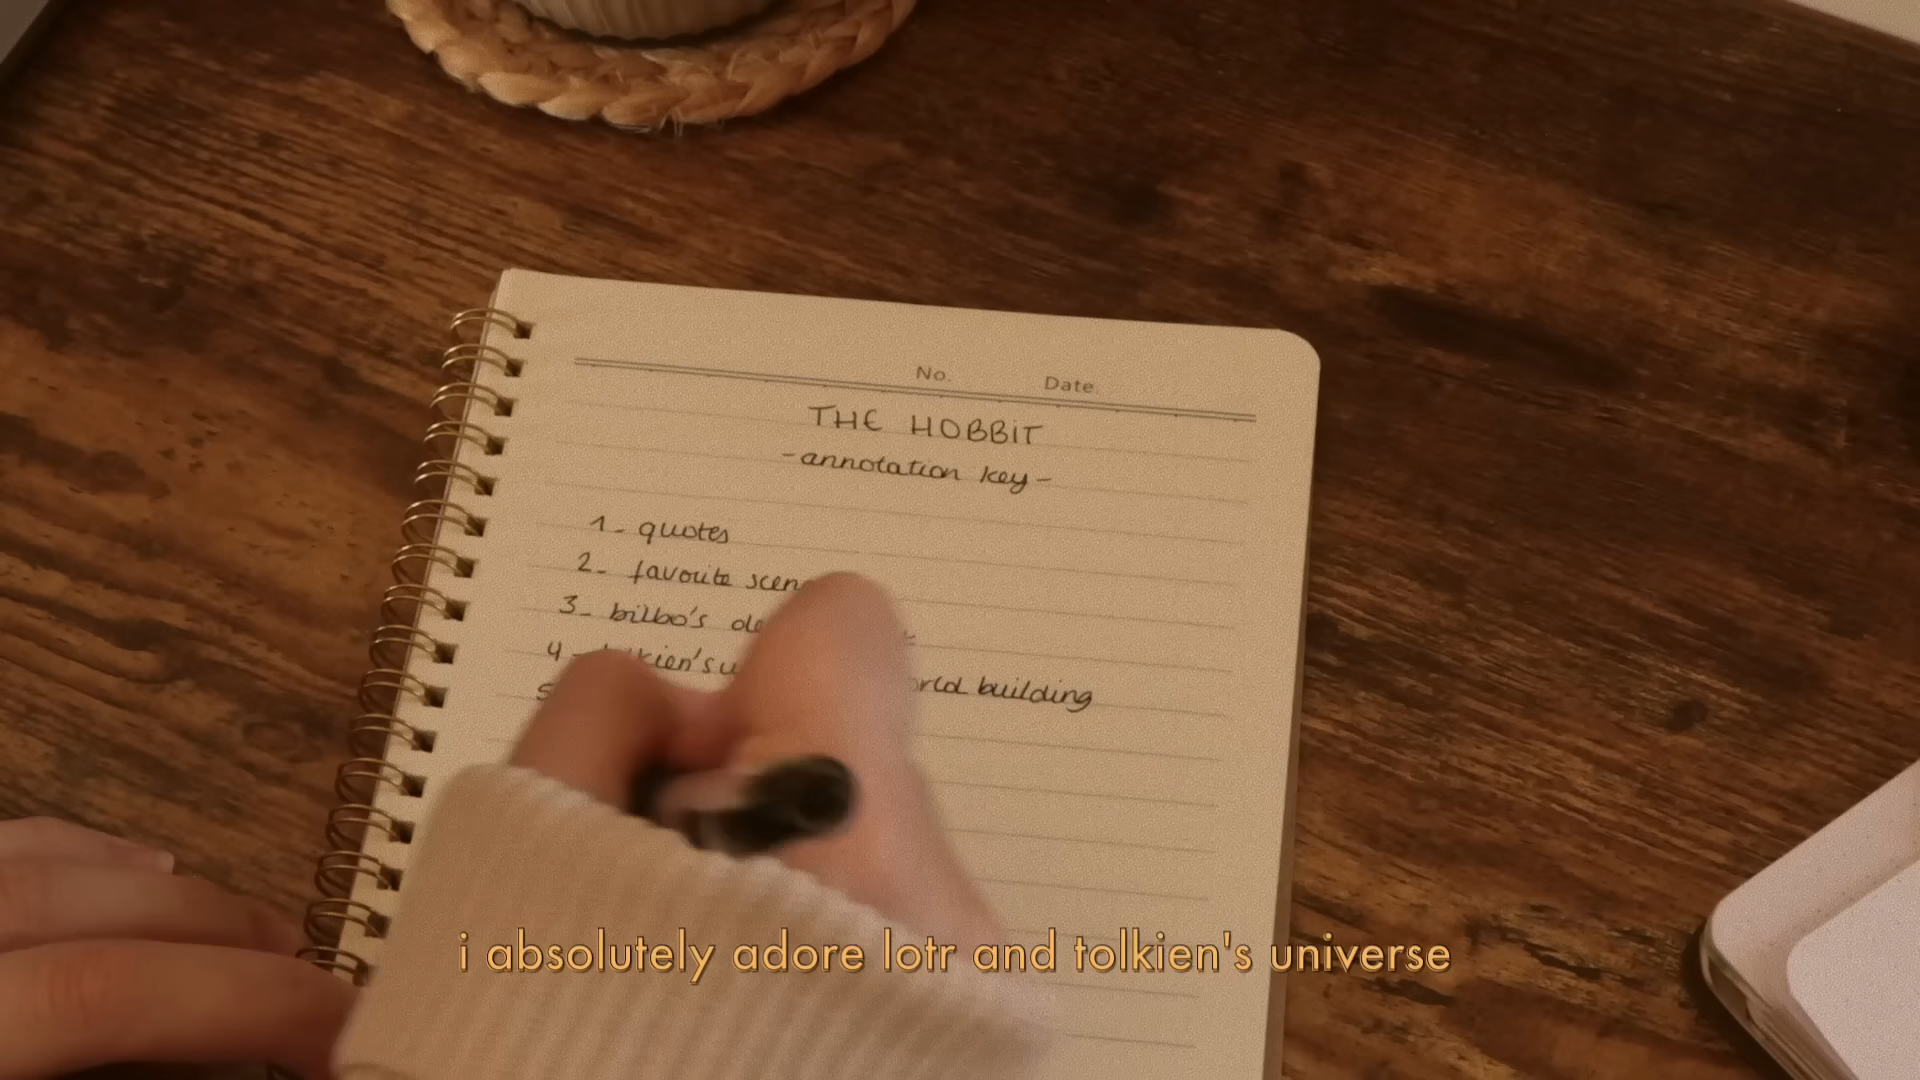 No. Date.
THE HOBBIT
-annotation key-
1- quotes
2- favorite
3- bilbo's
4-
5 building
i absolutely adore lotr and tolkien's universe